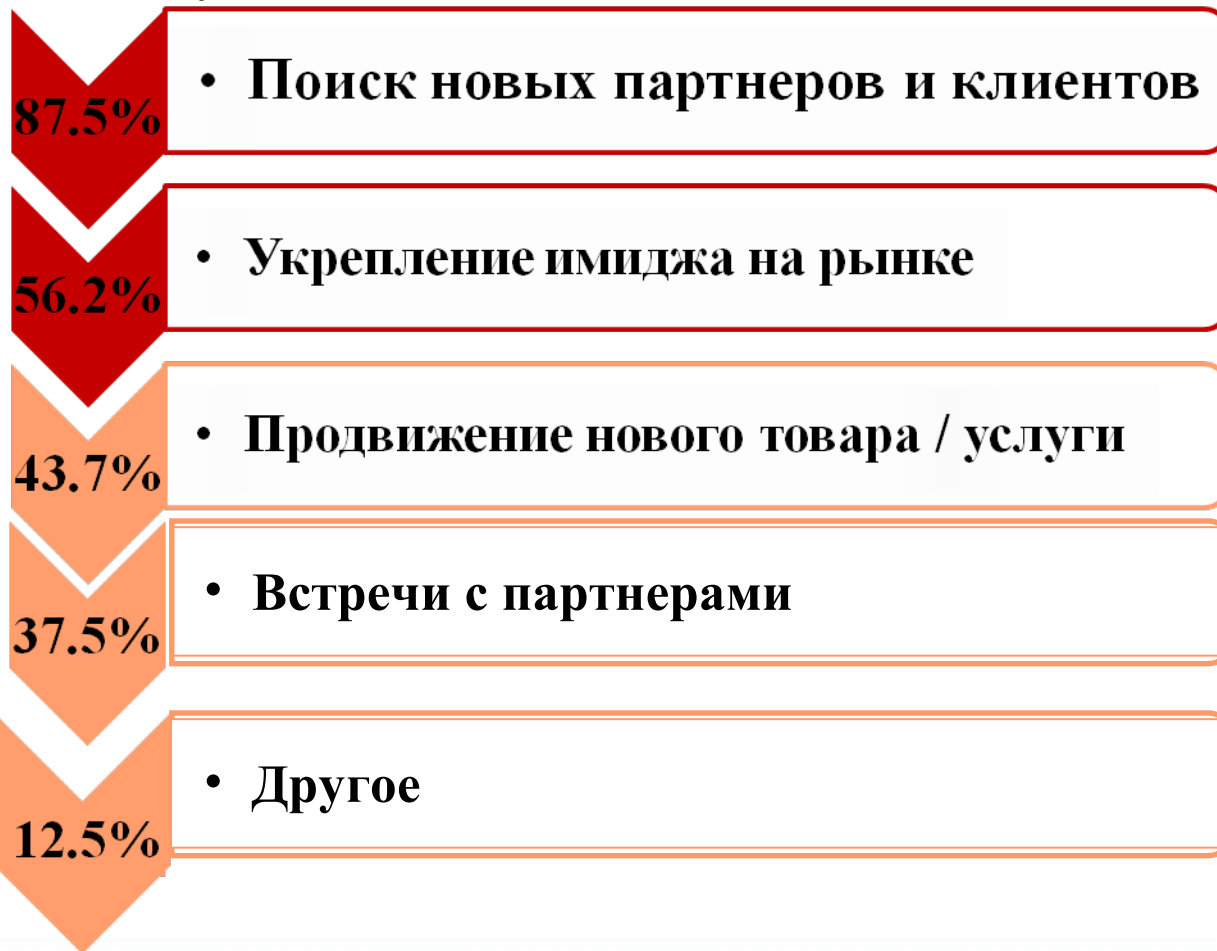 87.5%
• Поиск новых партнеров и клиентов
56.2%
• Укрепление имиджа на рынке
43.7%
• Продвижение нового товара / услуги
37.5%
• Встречи с партнерами
12.5%
• Другое